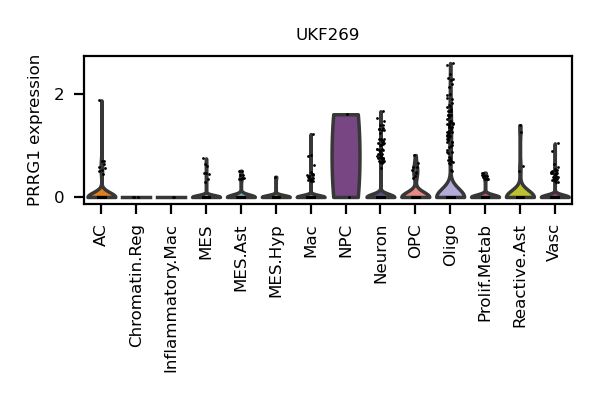 UKF269
PRRG1 expression
2
0
AC
Chromatin.Reg
Inflammatory.Mac
MES
MES.Ast
MES.Hyp
Mac
NPC
Neuron
OPC
Oligo
Prolif.Metab
Reactive.Ast
Vasc